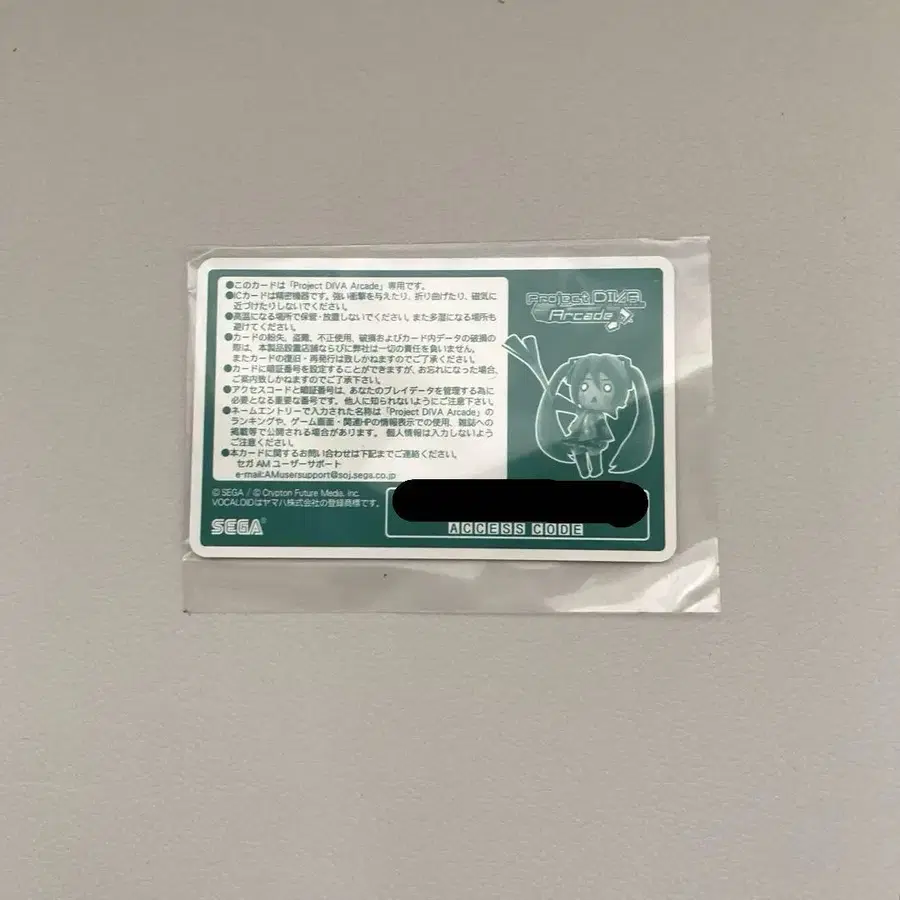 ●このカードは「Project DIVA Arcade」専用です。
●ICカードは精密機器です。強い衝撃を与えたり、折り曲げたり、磁気に
近づけたりしないでください。
●高温になる場所で保管・放置しないでください。また多湿になる場所も
避けてください。
●カードの紛失、盗難、不正使用、破損およびカード内データの破損の
際は、本製品設置店舗ならびに弊社は一切の責任を負いません。
またカードの復旧・再発行は致しかねますのでご了承ください。
●カードに暗証番号を設定することができますが、お忘れになった場合、
ご案内致しかねますのでご了承下さい。
●アクセスコードと暗証番号は、あなたのプレイデータを管理する為に
必要となる重要な番号です。他人に知られないようにご注意下さい。
●ネームエントリーで入力された名称は「Project DIVA Arcade」の
ランキングや、ゲーム画面・関連HPの情報表示での使用、雑誌への
掲載等で公開される場合があります。 個人情報は入力しないよう
ご注意ください。
●本カードに関するお問い合わせは下記までご連絡ください。
セガ AM ユーザーサポート
e-mail:AMusersupport@soj.sega.co.jp
Project DIVA
Arcade
© SEGA / © Crypton Future Media, Inc.
VOCALOIDはヤマハ株式会社の登録商標です。
SEGA®
ACCESS CODE